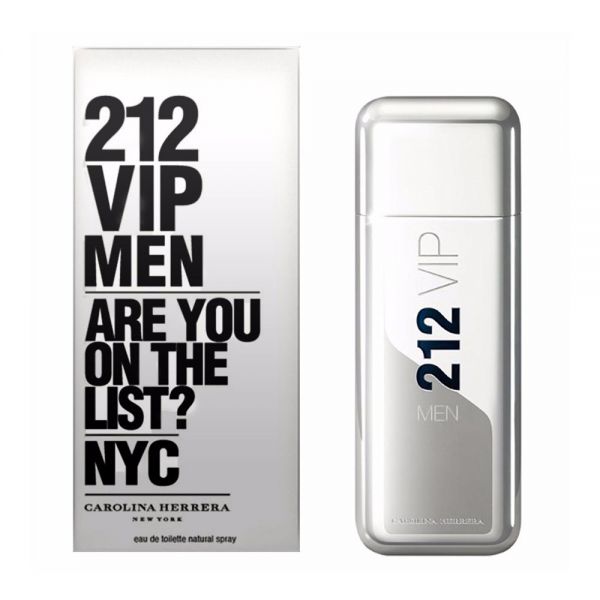 212
VIP
MEN
ARE YOU
ON THE
LIST?
NYC
CAROLINA HERRERA
NEW YORK
eau de toilette natural spray
212 VIP
MEN
CAROLINA HERRERA